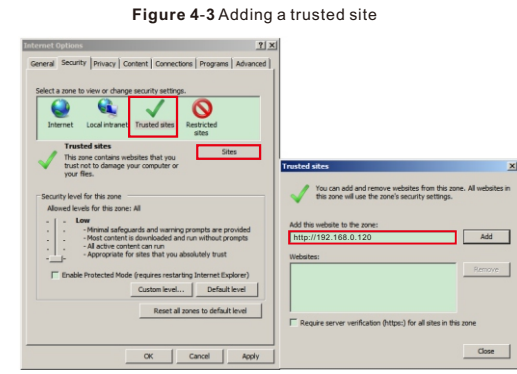 Figure 4-3 Adding a trusted site
Internet Options
General Security Privacy Content Connections Programs Advanced
Select a zone to view or change security settings.
Internet Local intranet Trusted sites Restricted sites
Trusted sites
Sites
This zone contains websites that you
trust not to damage your computer or
your files.
Security level for this zone
Allowed levels for this zone: All
Low
- Minimal safeguards and warning prompts are provided
- Most content is downloaded and run without prompts
- All active content can run
- Appropriate for sites that you absolutely trust
Enable Protected Mode (requires restarting Internet Explorer)
Custom level... Default level
Reset all zones to default level
OK Cancel Apply
Trusted sites
You can add and remove websites from this zone. All websites in
this zone will use the zone's security settings.
Add this website to the zone:
http://192.168.0.120 Add
Websites:
Remove
Require server verification (https:) for all sites in this zone
Close